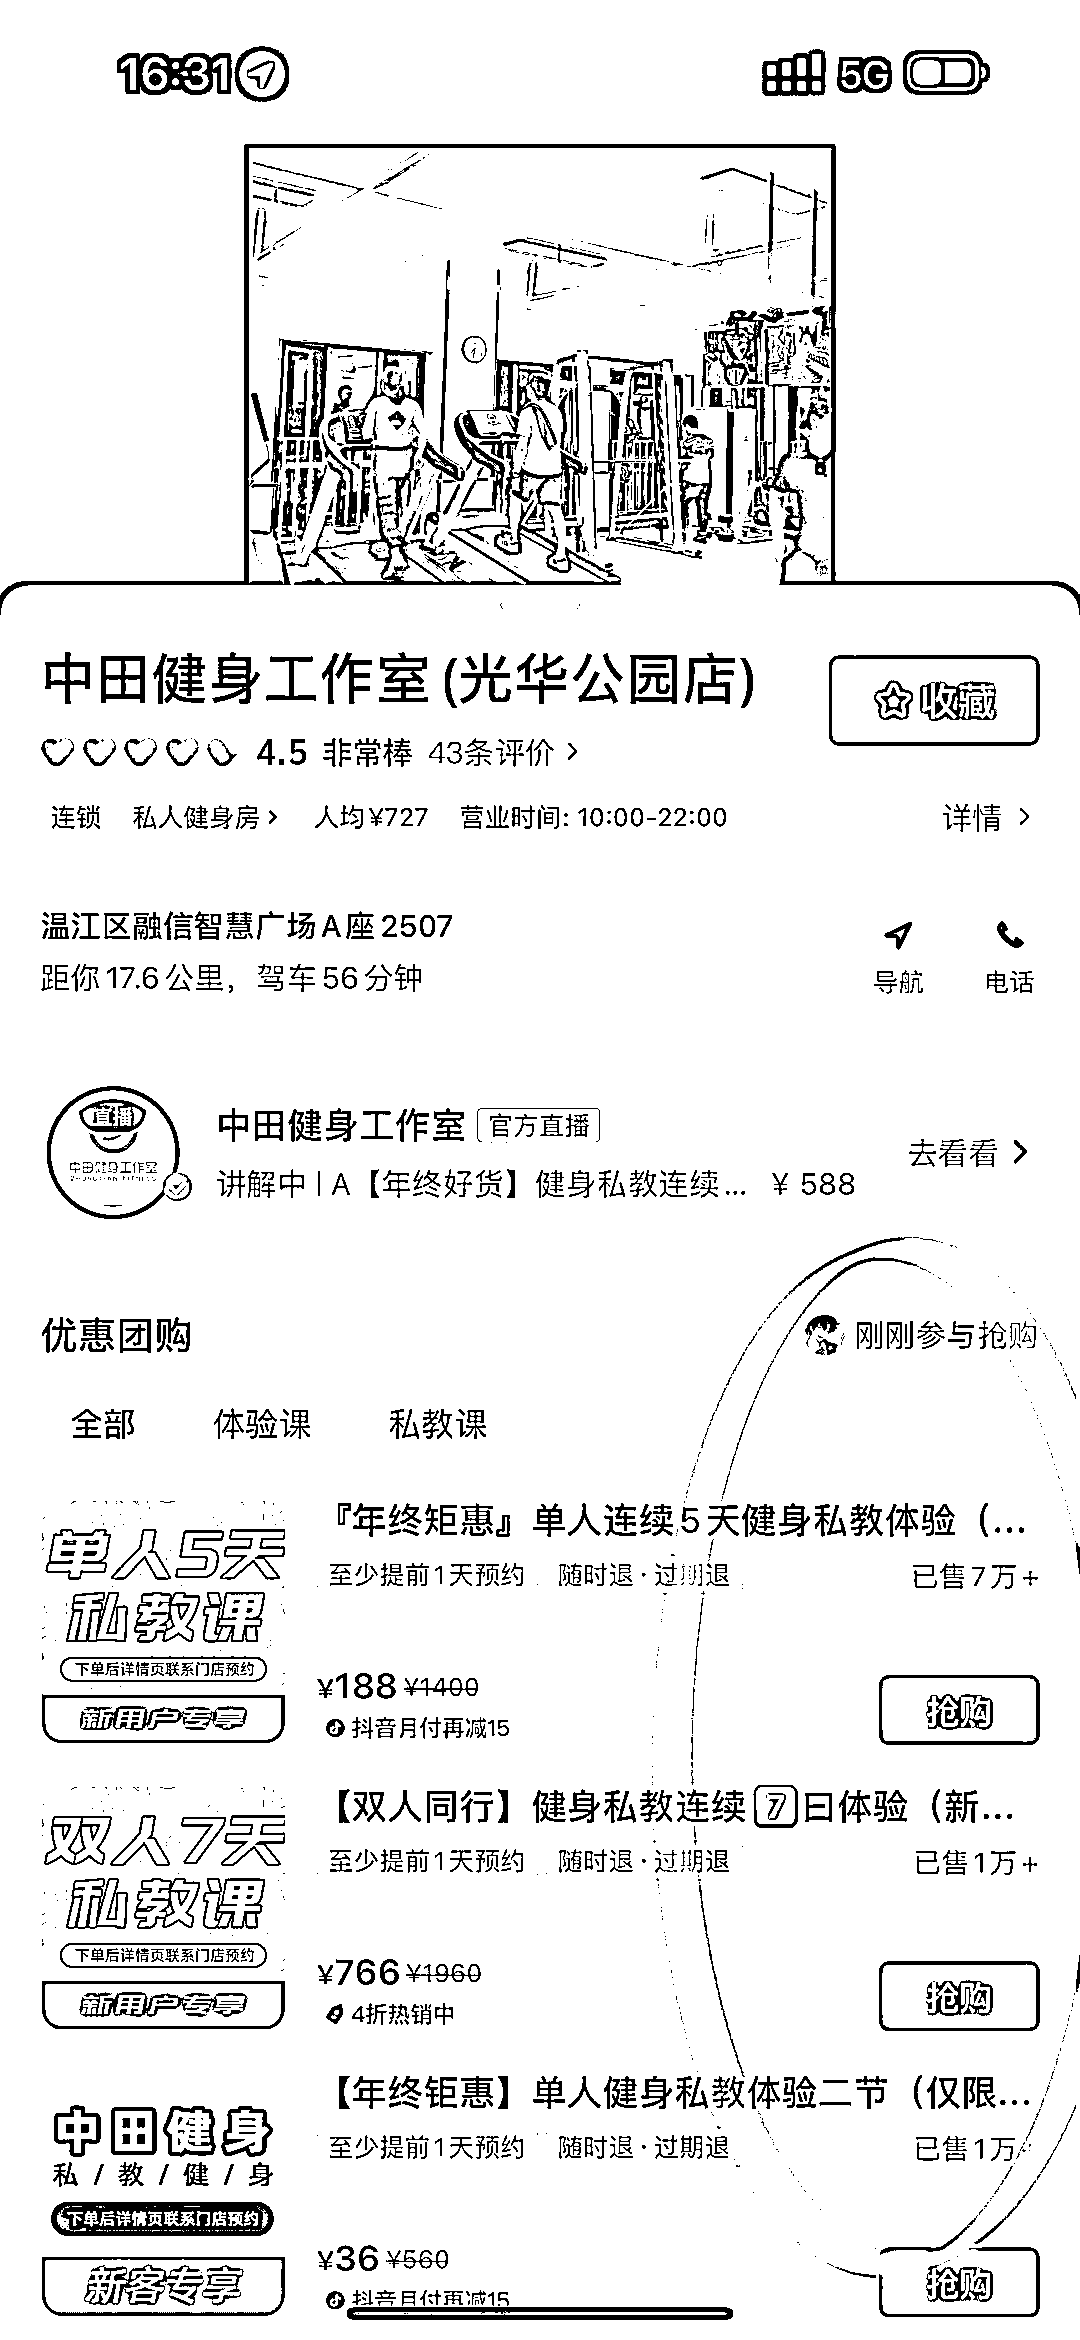 16:31 5G
中田健身工作室(光华公园店) 收藏
4.5 非常棒 43条评价
连锁 私人健身房 人均¥727 营业时间: 10:00-22:00 详情
温江区融信智慧广场A座2507
距你17.6公里，驾车56分钟 导航 电话
直播
中田健身工作室
中田健身工作室 官方直播
讲解中 | A【年终好货】健身私教连续... ¥ 588 去看看
优惠团购 刚刚参与抢购
全部 体验课 私教课
单人5天
私教课
下单后详情页联系门店预约
新用户专享
『年终矩惠』单人连续5天健身私教体验（...
至少提前1天预约 随时退·过期退 已售7万+
¥188 ¥1400 抢购
抖音月付再减15
双人7天
私教课
下单后详情页联系门店预约
新用户专享
【双人同行】健身私教连续7日体验（新...
至少提前1天预约 随时退·过期退 已售1万+
¥766 ¥1960 抢购
4折热销中
中田健身
私 / 教 / 健 / 身
下单后详情页联系门店预约
新客专享
【年终钜惠】单人健身私教体验二节（仅限...
至少提前1天预约 随时退·过期退 已售1万+
¥36 ¥560 抢购
抖音月付再减15